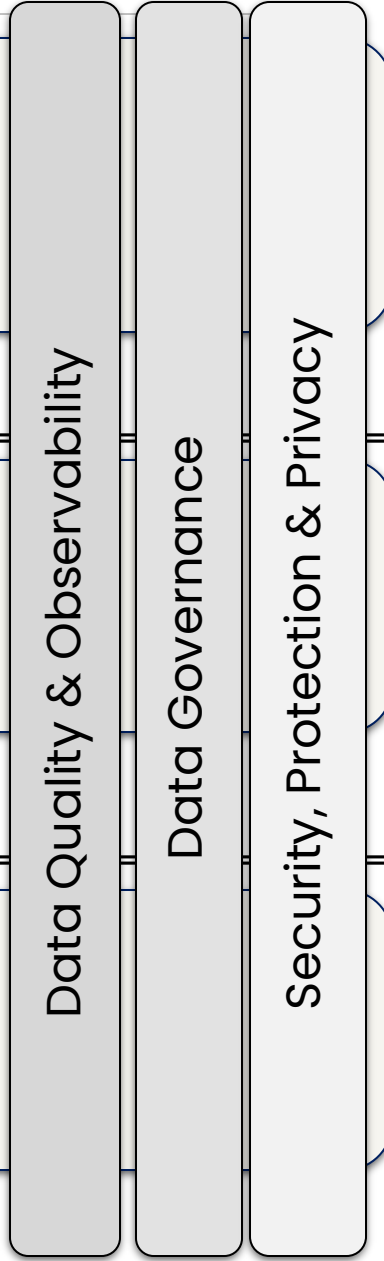 Data Quality & Observability
Data Governance
Security, Protection & Privacy